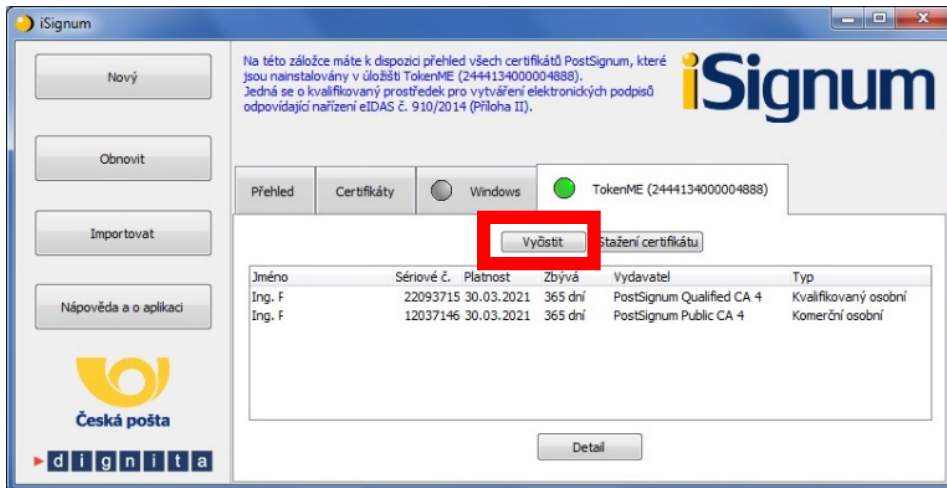 iSignum
Nový
Obnovit
Importovat
Nápověda a o aplikaci
Česká pošta
dignita
Na této záložce máte k dispozici přehled všech certifikátů PostSignum, které
jsou nainstalovány v úložišti TokenME (2444134000004888).
Jedná se o kvalifikovaný prostředek pro vytváření elektronických podpisů
odpovídající nařízení eIDAS č. 910/2014 (Příloha II).
iSignum
Přehled Certifikáty Windows TokenME (2444134000004888)
Vyčistit Stažení certifikátu
Jméno Sériové č. Platnost Zbývá Vydavatel Typ
Ing. F 22093715 30.03.2021 365 dní PostSignum Qualified CA 4 Kvalifikovaný osobní
Ing. F 12037146 30.03.2021 365 dní PostSignum Public CA 4 Komerční osobní
Detail